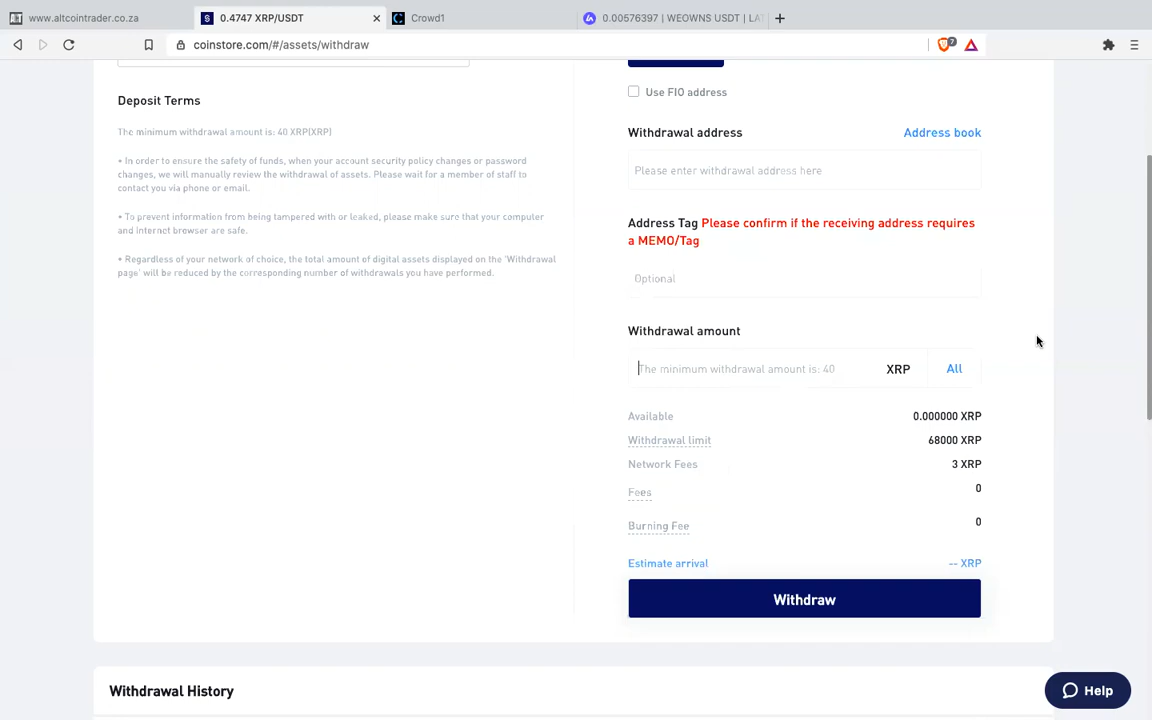 www.altcointrader.co.za
0.4747 XRP/USDT
Crowd1
0.00576397 | WEOWNS USDT | LAT
coinstore.com/#/assets/withdraw
7
Deposit Terms
The minimum withdrawal amount is: 40 XRP(XRP)
• In order to ensure the safety of funds, when your account security policy changes or password
changes, we will manually review the withdrawal of assets. Please wait for a member of staff to
contact you via phone or email.
• To prevent information from being tampered with or leaked, please make sure that your computer
and internet browser are safe.
• Regardless of your network of choice, the total amount of digital assets displayed on the 'Withdrawal
page' will be reduced by the corresponding number of withdrawals you have performed.
Use FIO address
Withdrawal address
Address book
Please enter withdrawal address here
Address Tag Please confirm if the receiving address requires
a MEMO/Tag
Optional
Withdrawal amount
The minimum withdrawal amount is: 40
XRP
All
Available 0.000000 XRP
Withdrawal limit 68000 XRP
Network Fees 3 XRP
Fees 0
Burning Fee 0
Estimate arrival -- XRP
Withdraw
Withdrawal History
Help